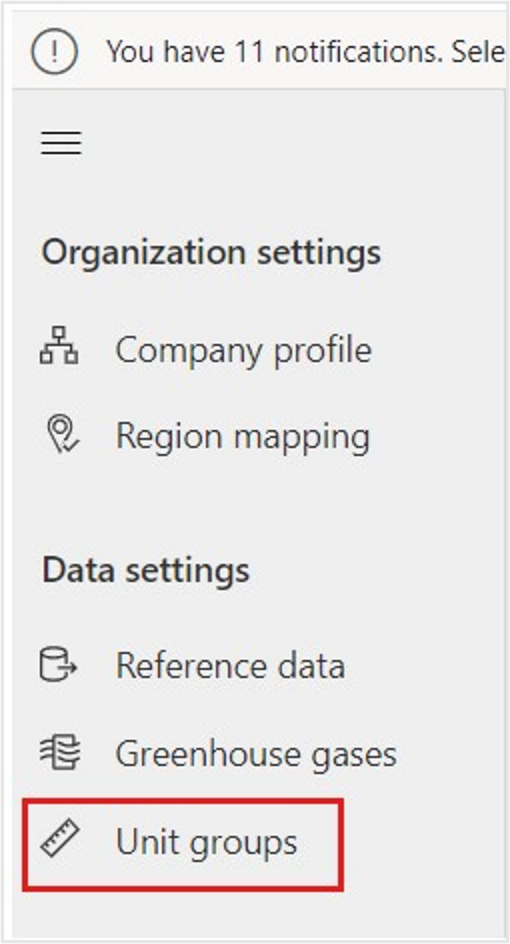 You have 11 notifications. Sele
Organization settings
Company profile
Region mapping
Data settings
Reference data
Greenhouse gases
Unit groups